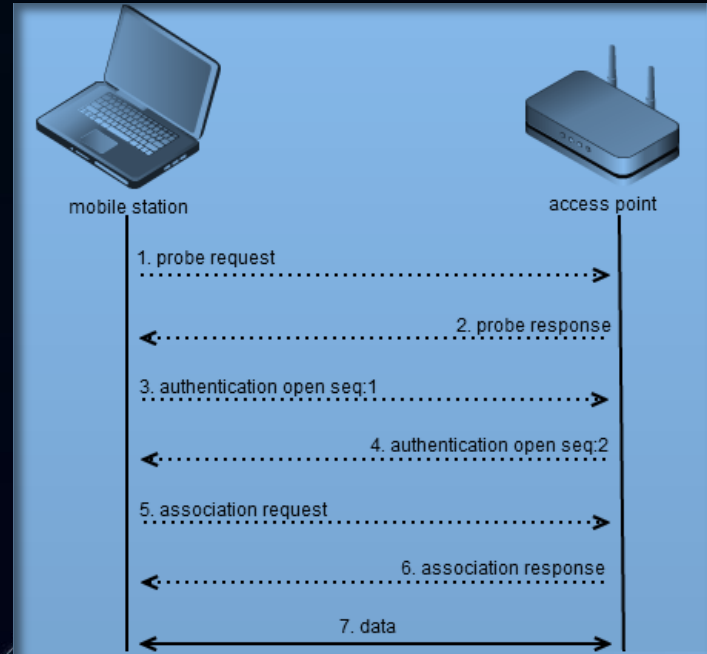 mobile station
access point
1. probe request
2. probe response
3. authentication open seq:1
4. authentication open seq:2
5. association request
6. association response
7. data